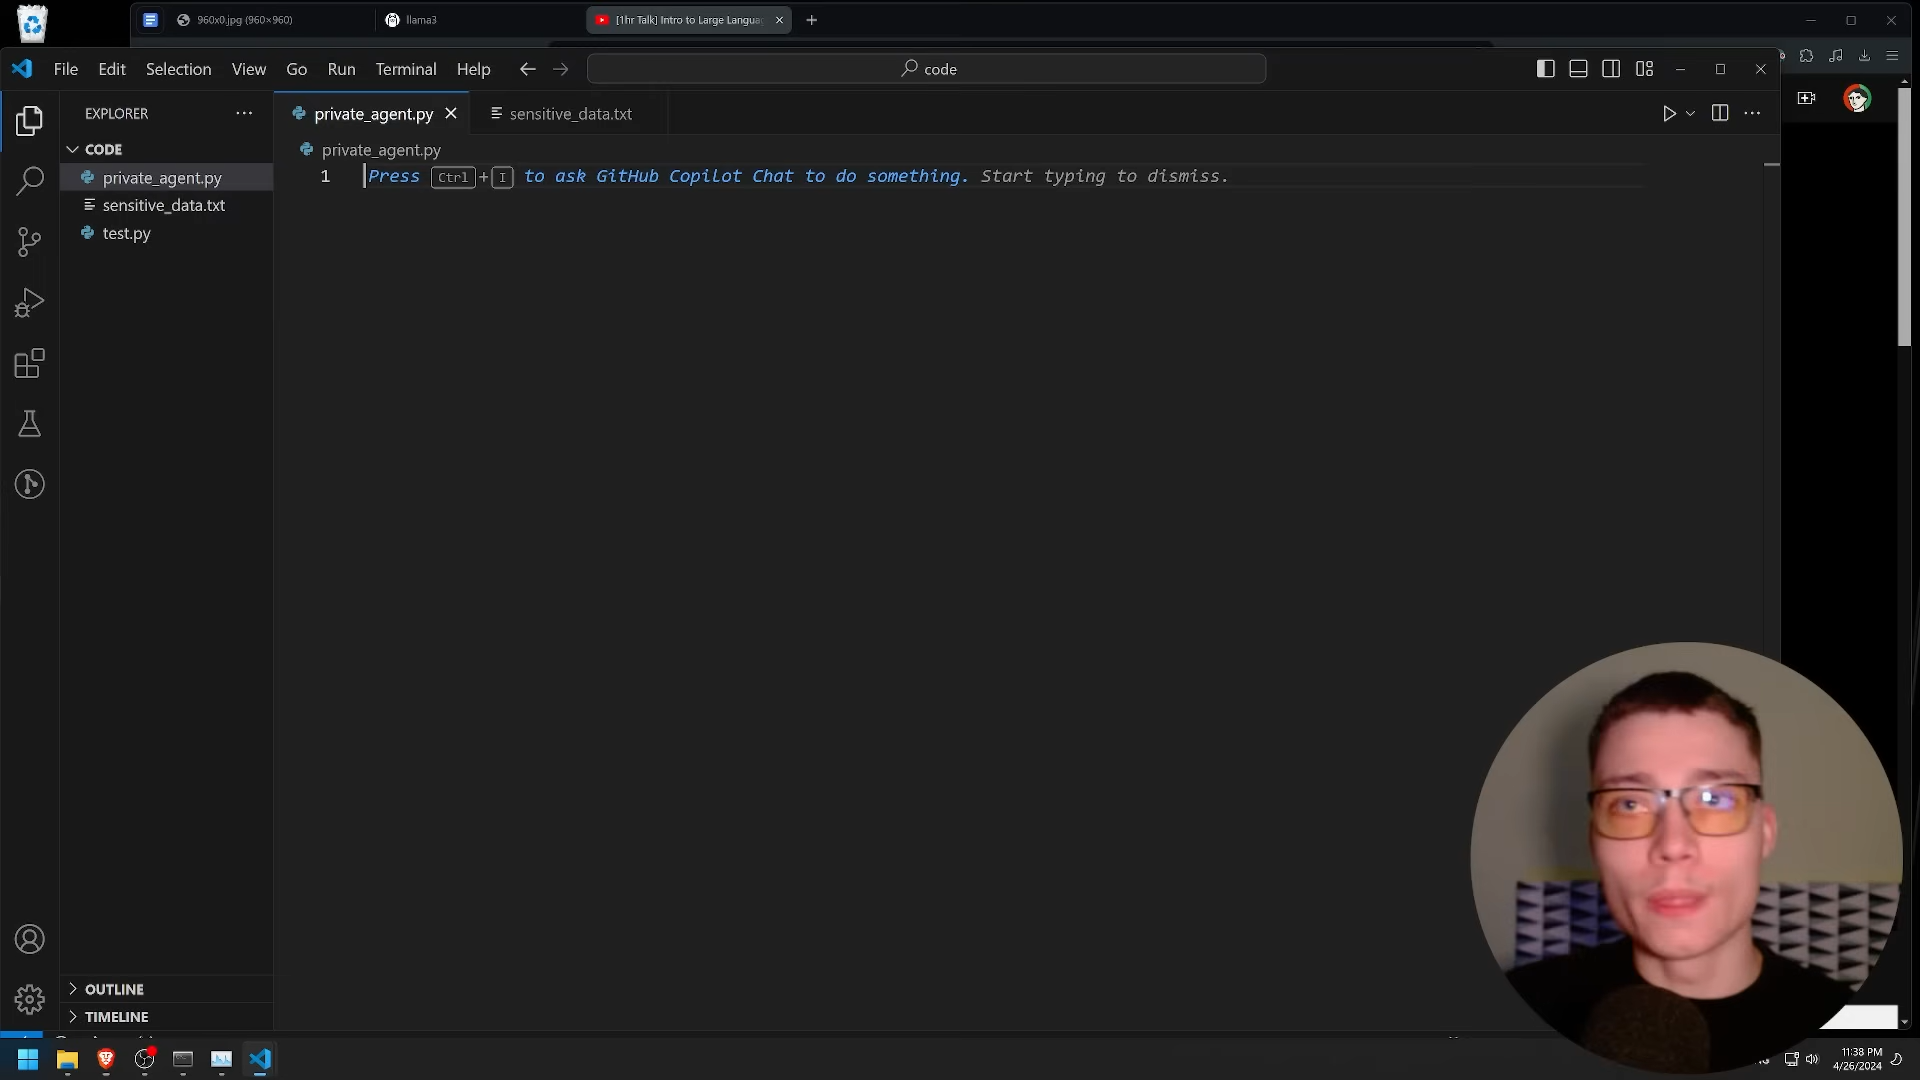 960x0.jpg (960×960)
llama3
[1hr Talk] Intro to Large Langua
File Edit Selection View Go Run Terminal Help
code
EXPLORER
private_agent.py
sensitive_data.txt
CODE
private_agent.py
private_agent.py
1
Press Ctrl+I to ask GitHub Copilot Chat to do something. Start typing to dismiss.
sensitive_data.txt
test.py
OUTLINE
TIMELINE
11:38 PM
4/26/2024